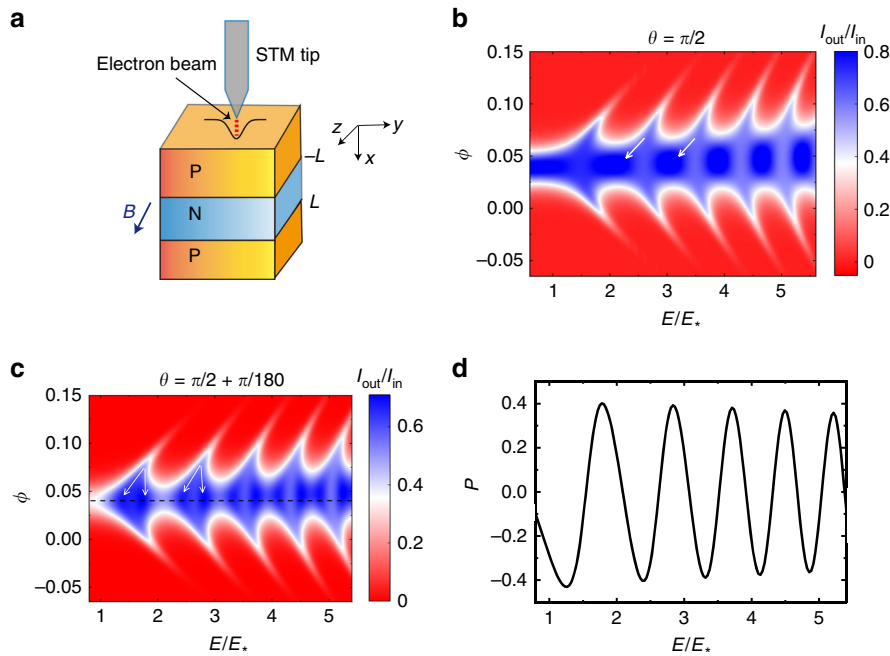 a
Electron beam
STM tip
z
y
x
P
–L
N
L
B
P
b
θ = π/2
I_out/I_in
0.15
0.10
0.05
0.00
−0.05
ϕ
1 2 3 4 5
E/E_*
0.8
0.6
0.4
0.2
0
c
θ = π/2 + π/180
I_out/I_in
0.15
0.10
0.05
0.00
−0.05
ϕ
1 2 3 4 5
E/E_*
0.6
0.4
0.2
0
d
0.4
0.2
0.0
−0.2
−0.4
P
1 2 3 4 5
E/E_*